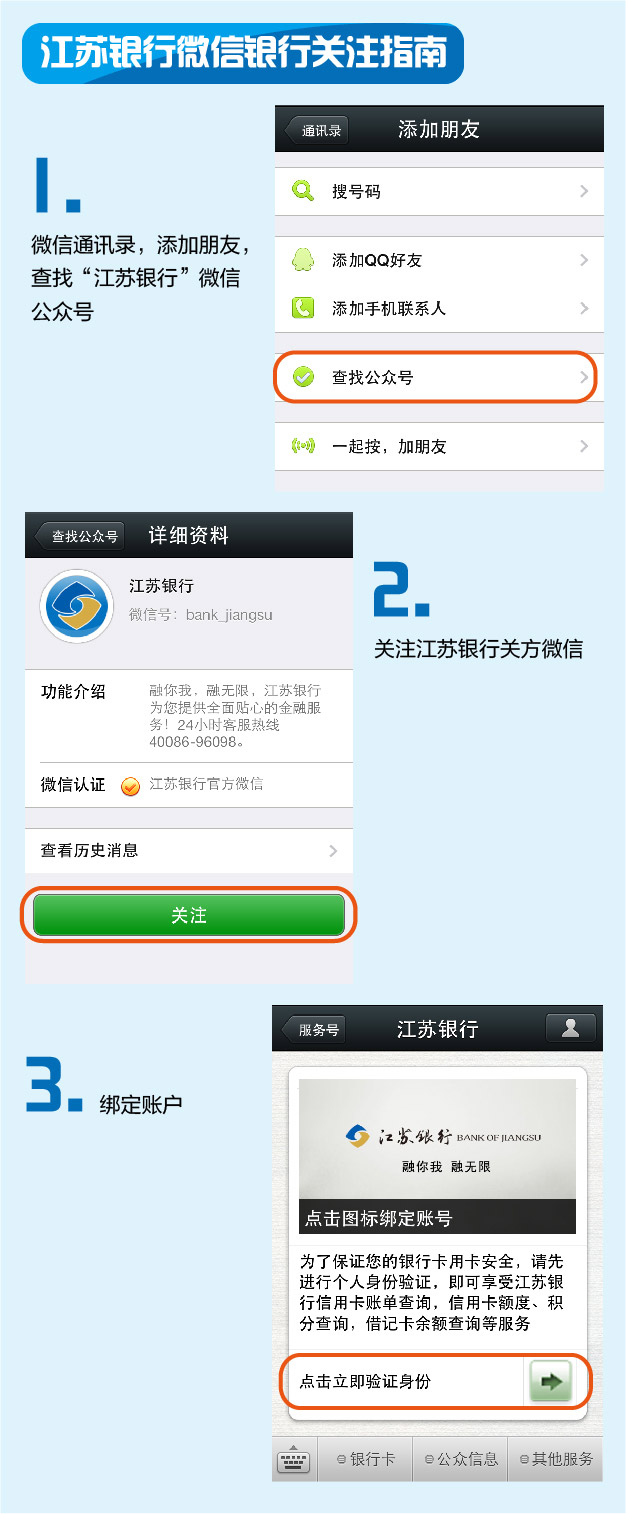 江苏银行微信银行关注指南
1.
微信通讯录，添加朋友，
查找“江苏银行”微信
公众号
通讯录
添加朋友
搜号码
添加QQ好友
添加手机联系人
查找公众号
一起按，加朋友
查找公众号
详细资料
江苏银行
微信号：bank_jiangsu
功能介绍
融你我，融无限，江苏银行
为您提供全面贴心的金融服
务！24小时客服热线
40086-96098。
微信认证
江苏银行官方微信
查看历史消息
关注
2.
关注江苏银行关方微信
3.
绑定账户
服务号
江苏银行
江苏银行 BANK OF JIANGSU
融你我 融无限
点击图标绑定账号
为了保证您的银行卡用卡安全，请先
进行个人身份验证，即可享受江苏银
行信用卡账单查询，信用卡额度、积
分查询，借记卡余额查询等服务
点击立即验证身份
银行卡
公众信息
其他服务